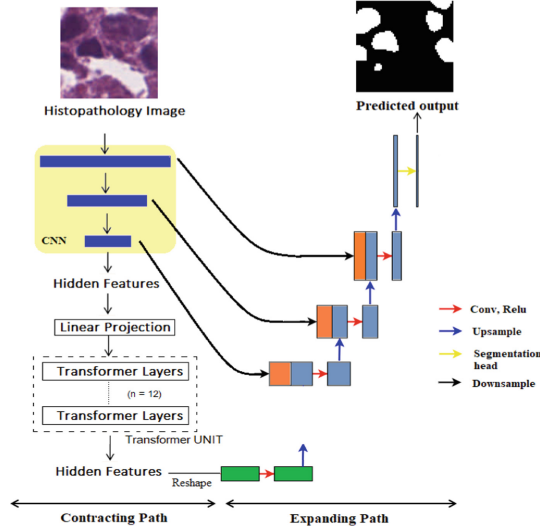 Histopathology Image
Predicted output
CNN
Hidden Features
Linear Projection
Transformer Layers
(n = 12)
Transformer Layers
Transformer UNIT
Hidden Features
Reshape
Conv, Relu
Upsample
Segmentation
head
Downsample
Contracting Path
Expanding Path